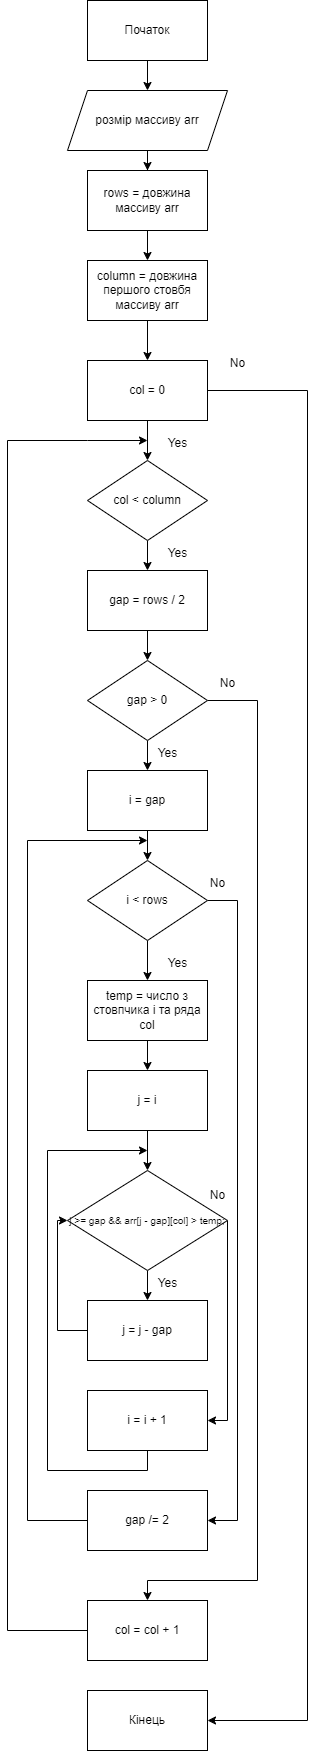 Початок
розмір массиву arr
rows = довжина
массиву arr
column = довжина
першого стовбя
массиву arr
No
col = 0
Yes
col < column
Yes
gap = rows / 2
No
gap > 0
Yes
i = gap
No
i < rows
Yes
temp = число з
стовпчика i та ряда
col
j = i
No
j >= gap && arr[j - gap][col] > temp
Yes
j = j - gap
i = i + 1
gap /= 2
col = col + 1
Кінець